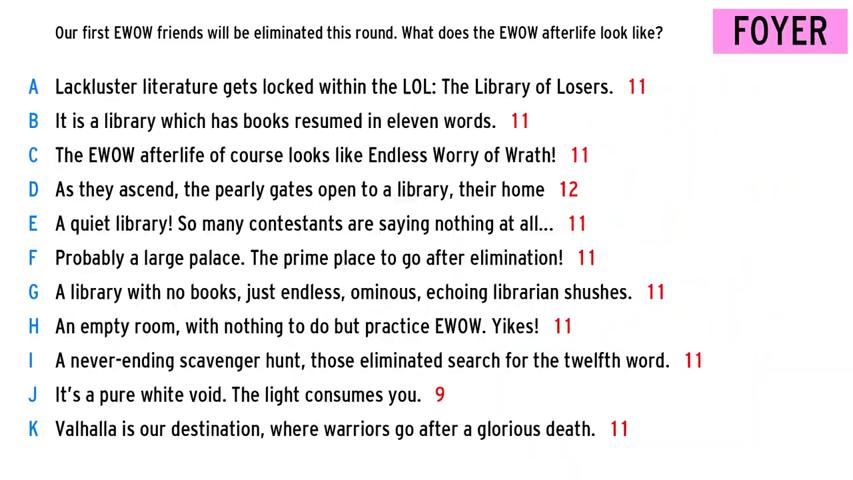 Our first EWOW friends will be eliminated this round. What does the EWOW afterlife look like?
FOYER
A Lackluster literature gets locked within the LOL: The Library of Losers. 11
B It is a library which has books resumed in eleven words. 11
C The EWOW afterlife of course looks like Endless Worry of Wrath! 11
D As they ascend, the pearly gates open to a library, their home 12
E A quiet library! So many contestants are saying nothing at all... 11
F Probably a large palace. The prime place to go after elimination! 11
G A library with no books, just endless, ominous, echoing librarian shushes. 11
H An empty room, with nothing to do but practice EWOW. Yikes! 11
I A never-ending scavenger hunt, those eliminated search for the twelfth word. 11
J It's a pure white void. The light consumes you. 9
K Valhalla is our destination, where warriors go after a glorious death. 11